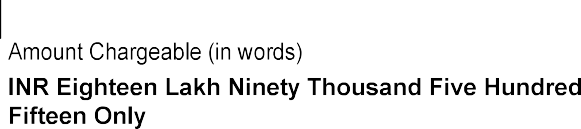 Amount Chargeable (in words)
INR Eighteen Lakh Ninety Thousand Five Hundred
Fifteen Only